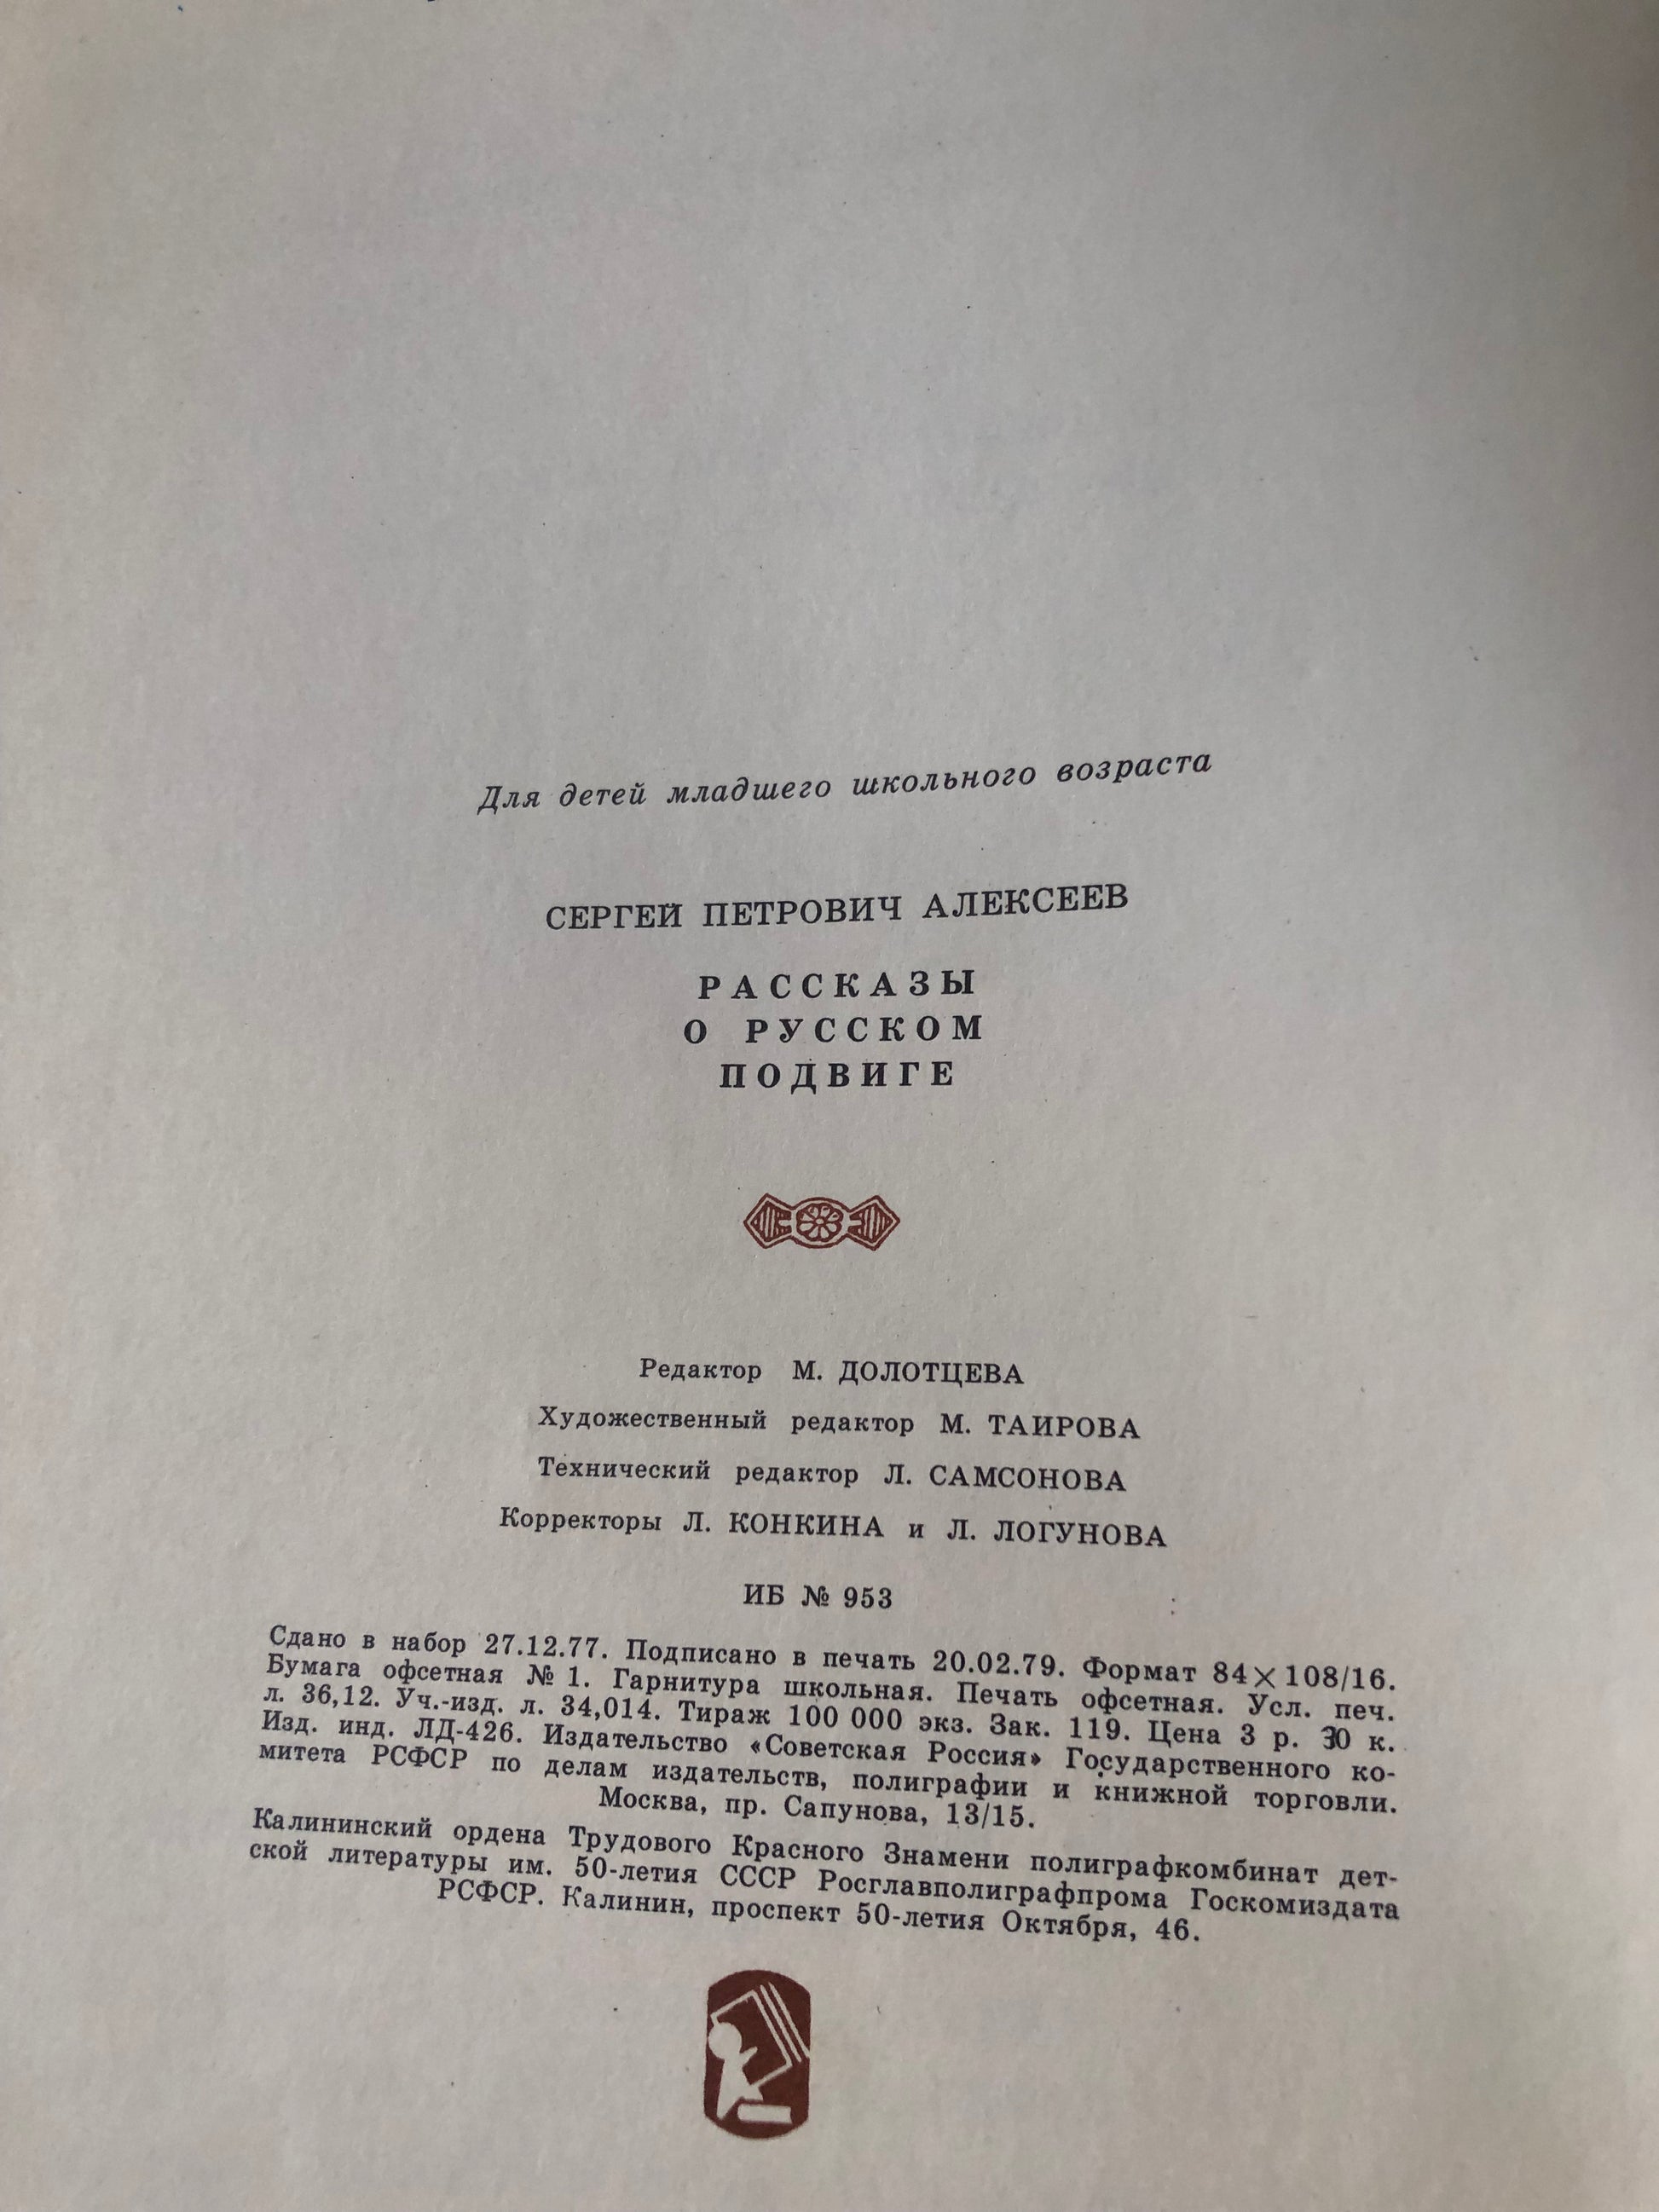 Для детей младшего школьного возраста
СЕРГЕЙ ПЕТРОВИЧ АЛЕКСЕЕВ
РАССКАЗЫ
О РУССКОМ
ПОДВИГЕ
Редактор М. ДОЛОТЦЕВА
Художественный редактор М. ТАИРОВА
Технический редактор Л. САМСОНОВА
Корректоры Л. КОНКИНА и Л. ЛОГУНОВА
ИБ № 953
Сдано в набор 27.12.77. Подписано в печать 20.02.79. Формат 84×108/16.
Бумага офсетная № 1. Гарнитура школьная. Печать офсетная. Усл. печ.
л. 36,12. Уч.-изд. л. 34,014. Тираж 100 000 экз. Зак. 119. Цена 3 р. 30 к.
Изд. инд. ЛД-426. Издательство «Советская Россия» Государственного ко-
митета РСФСР по делам издательств, полиграфии и книжной торговли.
Москва, пр. Сапунова, 13/15.
Калининский ордена Трудового Красного Знамени полиграфкомбинат дет-
ской литературы им. 50-летия СССР Росглавполиграфпрома Госкомиздата
РСФСР. Калинин, проспект 50-летия Октября, 46.